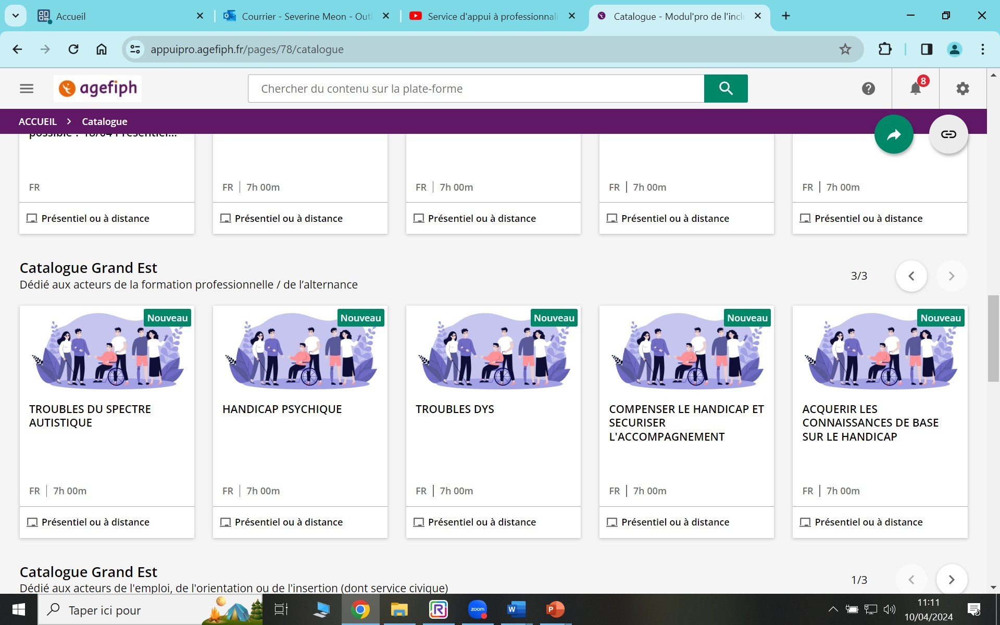 Accueil
Courrier - Severine Meon - Outl
Service d'appui à professionnali
Catalogue - Modul'pro de l'incl
appuipro.agefiph.fr/pages/78/catalogue
agefiph
Chercher du contenu sur la plate-forme
8
ACCUEIL > Catalogue
FR
FR | 7h 00m
FR | 7h 00m
FR | 7h 00m
FR | 7h 00m
Présentiel ou à distance
Présentiel ou à distance
Présentiel ou à distance
Présentiel ou à distance
Présentiel ou à distance
Catalogue Grand Est
Dédié aux acteurs de la formation professionnelle / de l’alternance
3/3
Nouveau
Nouveau
Nouveau
Nouveau
Nouveau
TROUBLES DU SPECTRE
AUTISTIQUE
HANDICAP PSYCHIQUE
TROUBLES DYS
COMPENSER LE HANDICAP ET
SECURISER
L'ACCOMPAGNEMENT
ACQUERIR LES
CONNAISSANCES DE BASE
SUR LE HANDICAP
FR | 7h 00m
FR | 7h 00m
FR | 7h 00m
FR | 7h 00m
FR | 7h 00m
Présentiel ou à distance
Présentiel ou à distance
Présentiel ou à distance
Présentiel ou à distance
Présentiel ou à distance
Catalogue Grand Est
Dédié aux acteurs de l'emploi, de l'orientation ou de l'insertion (dont service civique)
1/3
Taper ici pour
zoom
W
P
11:11
10/04/2024